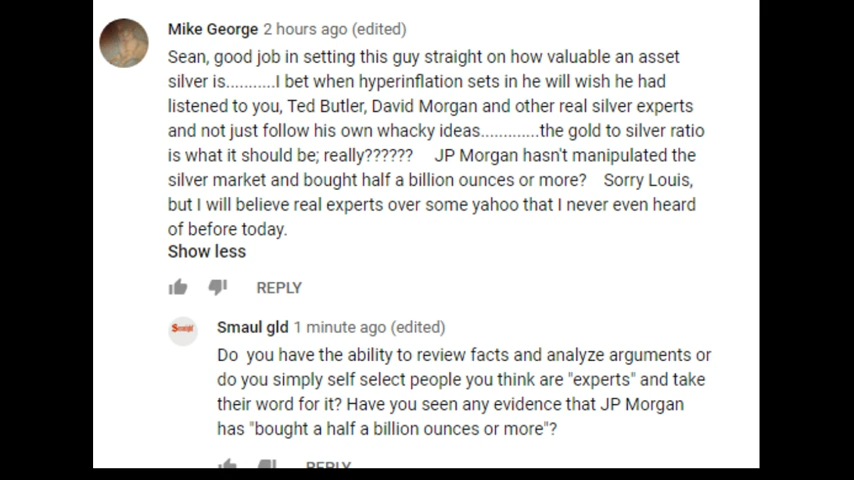 Mike George 2 hours ago (edited)
Sean, good job in setting this guy straight on how valuable an asset
silver is..........I bet when hyperinflation sets in he will wish he had
listened to you, Ted Butler, David Morgan and other real silver experts
and not just follow his own whacky ideas.............the gold to silver ratio
is what it should be; really?????? JP Morgan hasn't manipulated the
silver market and bought half a billion ounces or more? Sorry Louis,
but I will believe real experts over some yahoo that I never even heard
of before today.
Show less
REPLY
Smaul gld 1 minute ago (edited)
Do you have the ability to review facts and analyze arguments or
do you simply self select people you think are "experts" and take
their word for it? Have you seen any evidence that JP Morgan
has "bought a half a billion ounces or more"?
REPLY